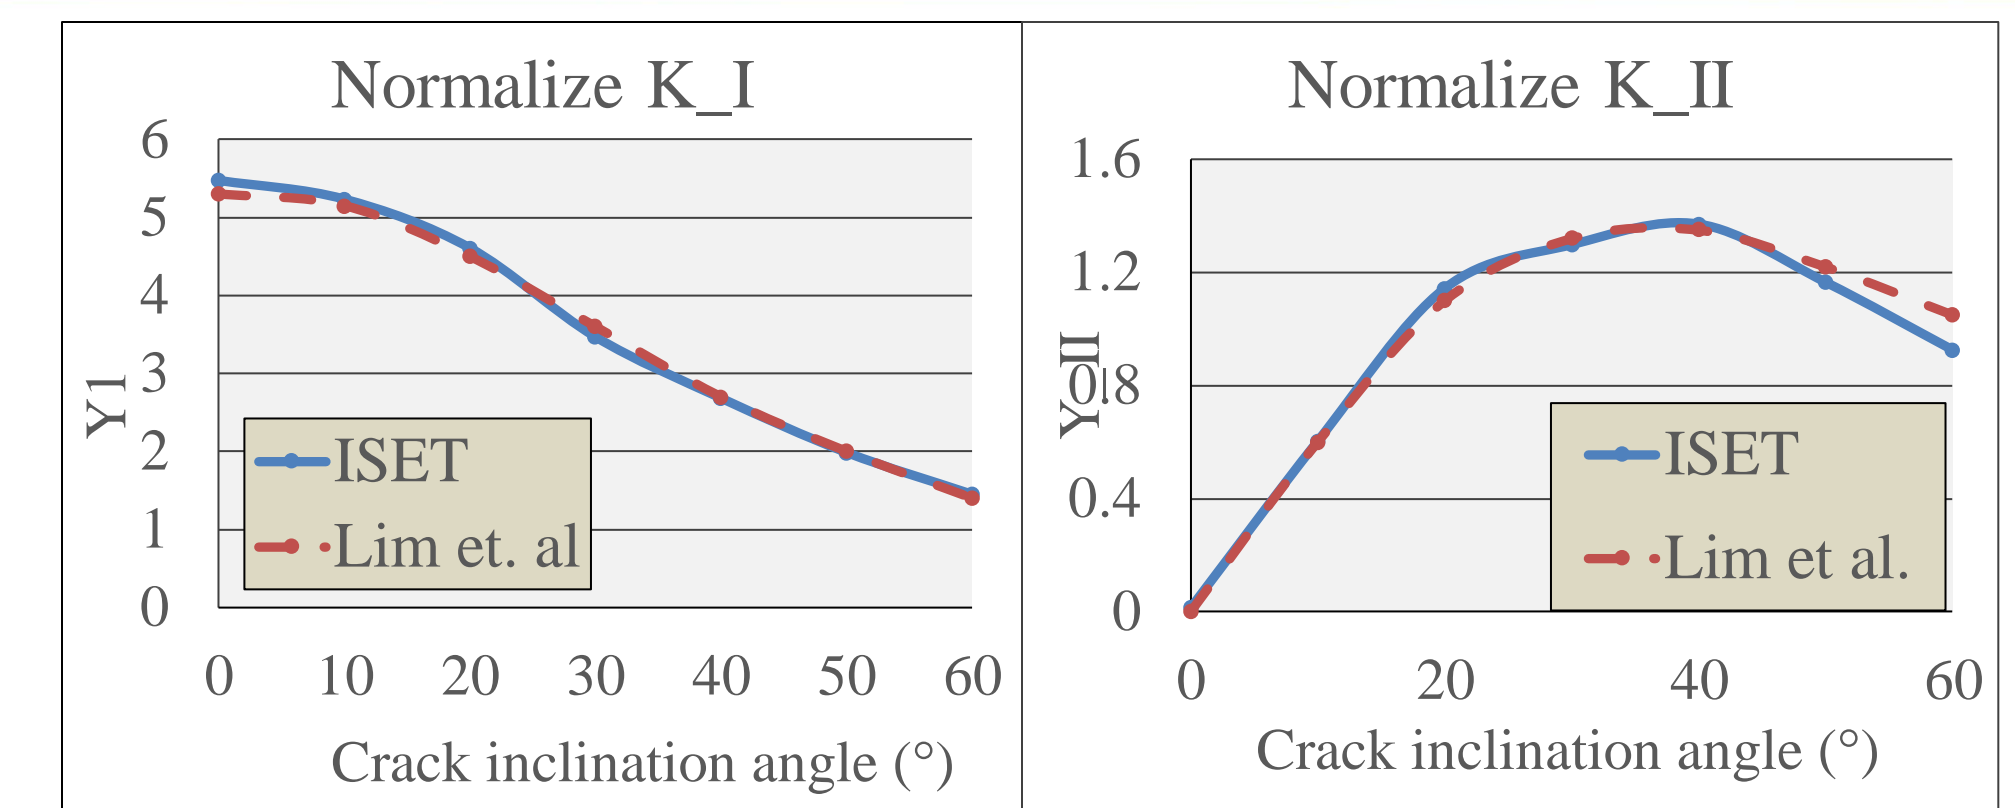 Normalize K_I
6
5
4
3
2
1
0
Y1
ISET
Lim et. al
0 10 20 30 40 50 60
Crack inclination angle (°)
Normalize K_II
1.6
1.2
0.8
0.4
0
Y_II
ISET
Lim et al.
0 20 40 60
Crack inclination angle (°)